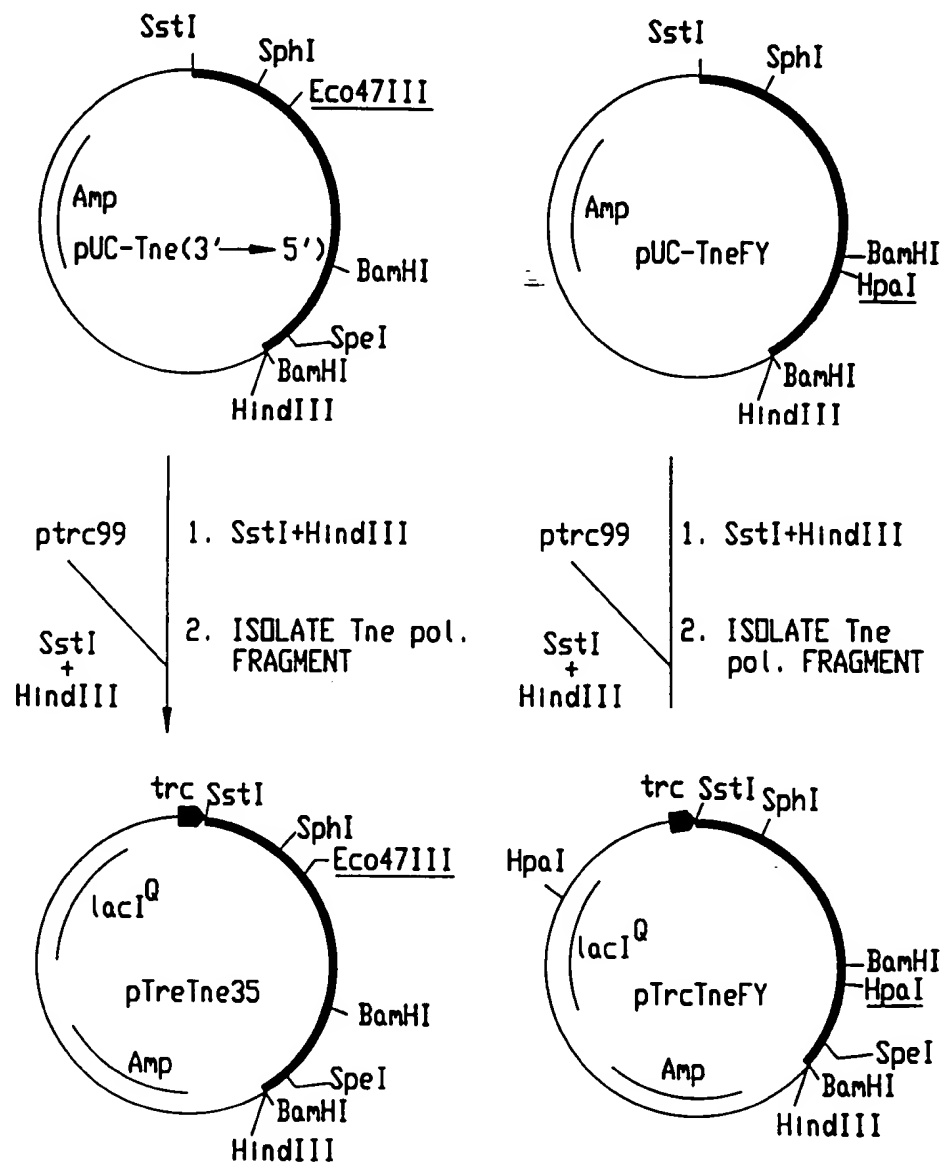 SstI
SphI
Eco47III
Amp
pUC-Tne(3' → 5')
BamHI
SpeI
BamHI
HindIII
SstI
SphI
Amp
pUC-TneFY
BamHI
HpaI
BamHI
HindIII
ptrc99
SstI
+
HindIII
1. SstI+HindIII
2. ISOLATE Tne pol.
FRAGMENT
ptrc99
SstI
+
HindIII
1. SstI+HindIII
2. ISOLATE Tne
pol. FRAGMENT
trc SstI
SphI
Eco47III
lacI^Q
pTreTne35
BamHI
Amp
SpeI
BamHI
HindIII
trc SstI
SphI
HpaI
lacI^Q
pTrcTneFY
BamHI
HpaI
Amp
SpeI
BamHI
HindIII